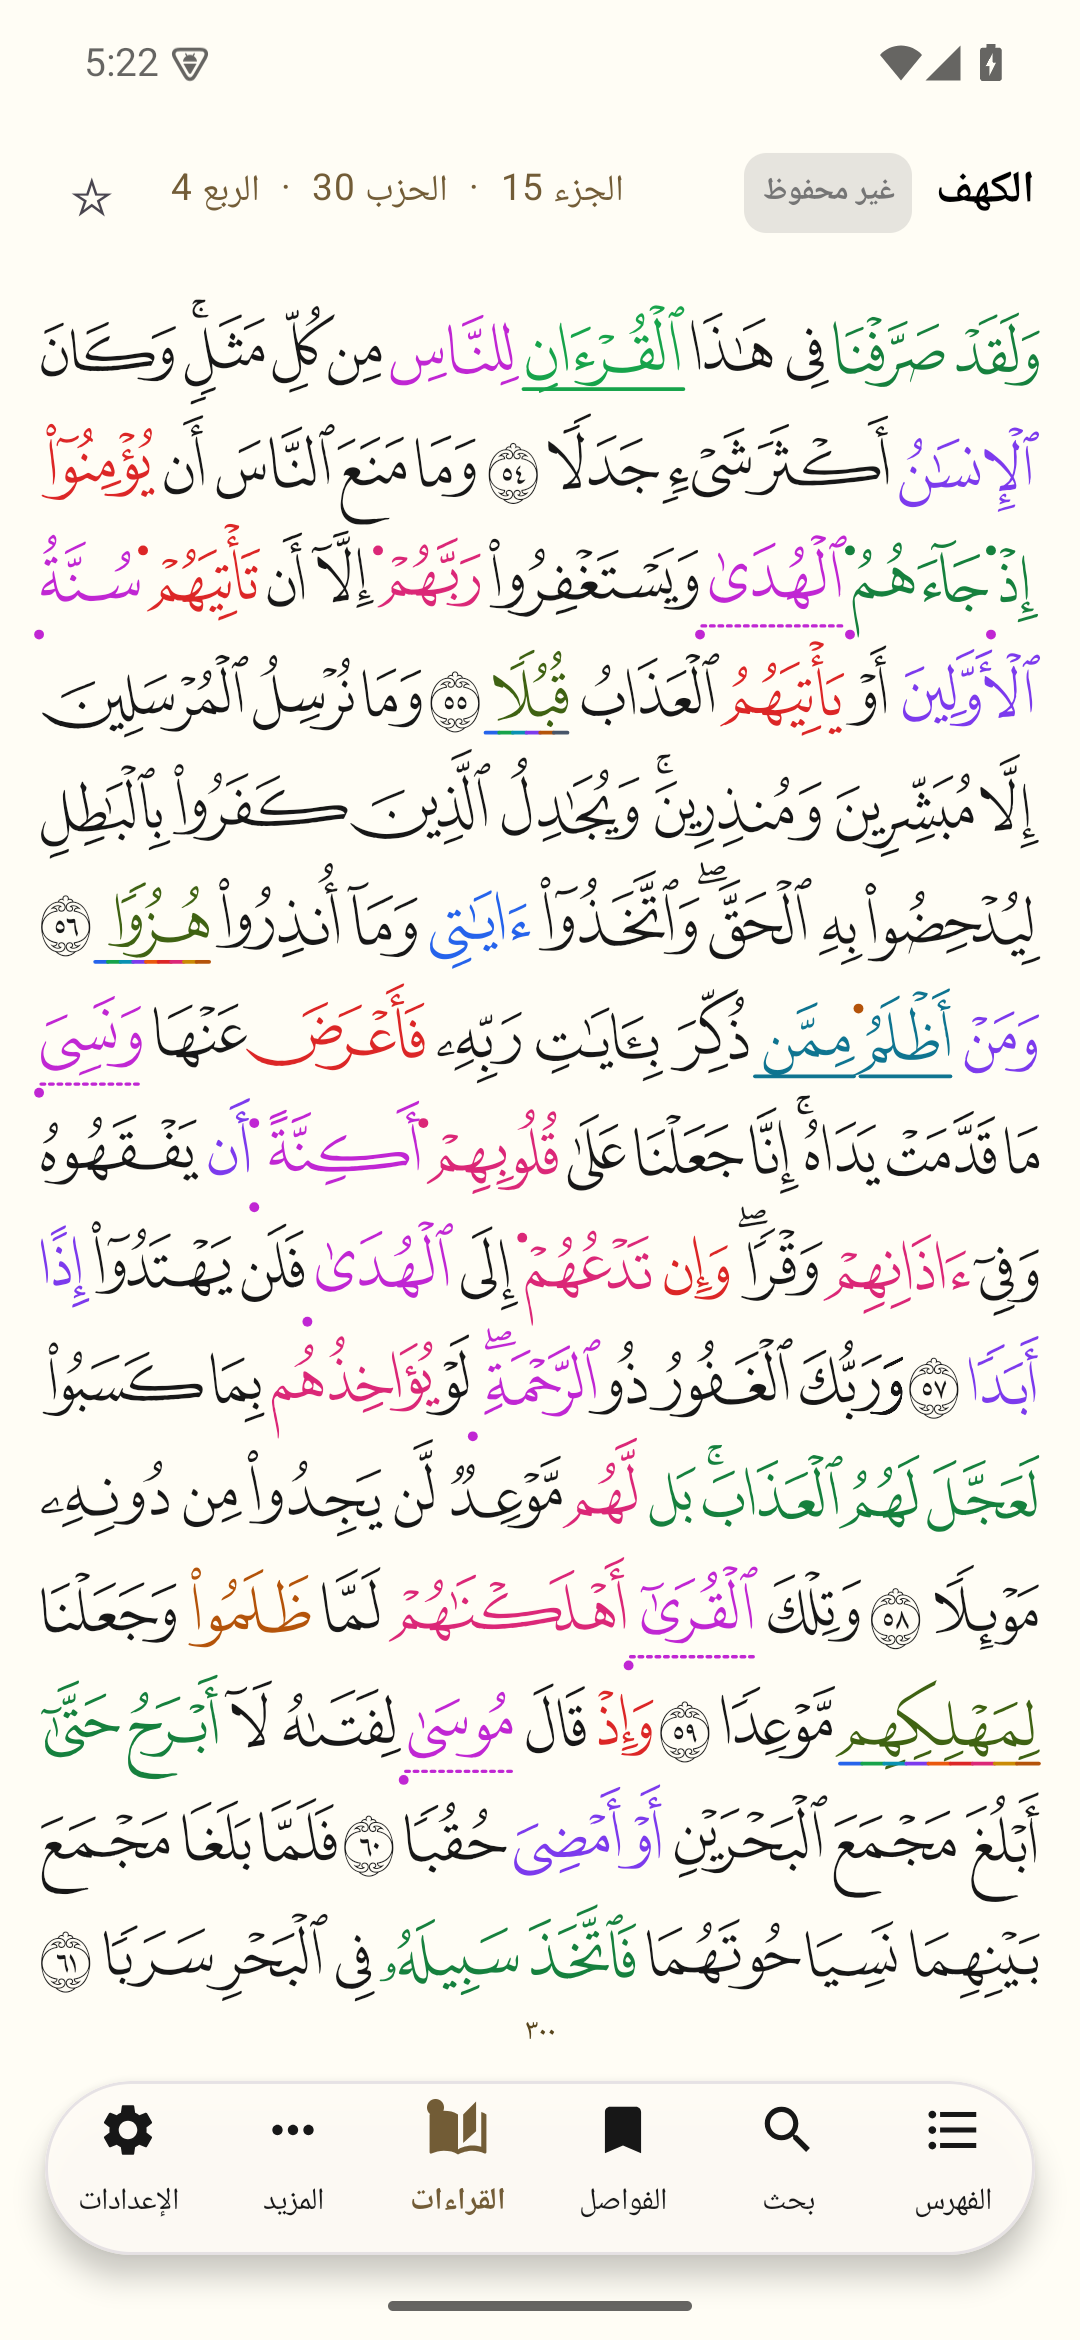 5:22
الكهف غير محفوظ الجزء 15 · الحزب 30 · الربع 4
وَلَقَدْ صَرَّفْنَا فِى هَـٰذَا ٱلْقُرْءَانِ لِلنَّاسِ مِن كُلِّ مَثَلٍۢ ۚ وَكَانَ
ٱلْإِنسَـٰنُ أَكْثَرَ شَىْءٍۢ جَدَلًۭا ٥٤ وَمَا مَنَعَ ٱلنَّاسَ أَن يُؤْمِنُوٓا۟
إِذْ جَآءَهُمُ ٱلْهُدَىٰ وَيَسْتَغْفِرُوا۟ رَبَّهُمْ إِلَّآ أَن تَأْتِيَهُمْ سُنَّةُ
ٱلْأَوَّلِينَ أَوْ يَأْتِيَهُمُ ٱلْعَذَابُ قُبُلًۭا ٥٥ وَمَا نُرْسِلُ ٱلْمُرْسَلِينَ
إِلَّا مُبَشِّرِينَ وَمُنذِرِينَ ۚ وَيُجَـٰدِلُ ٱلَّذِينَ كَفَرُوا۟ بِٱلْبَـٰطِلِ
لِيُدْحِضُوا۟ بِهِ ٱلْحَقَّ ۖ وَٱتَّخَذُوٓا۟ ءَايَـٰتِى وَمَآ أُنذِرُوا۟ هُزُوًۭا ٥٦
وَمَنْ أَظْلَمُ مِمَّن ذُكِّرَ بِـَٔايَـٰتِ رَبِّهِۦ فَأَعْرَضَ عَنْهَا وَنَسِىَ
مَا قَدَّمَتْ يَدَاهُ ۚ إِنَّا جَعَلْنَا عَلَىٰ قُلُوبِهِمْ أَكِنَّةً أَن يَفْقَهُوهُ
وَفِىٓ ءَاذَانِهِمْ وَقْرًۭا ۖ وَإِن تَدْعُهُمْ إِلَى ٱلْهُدَىٰ فَلَن يَهْتَدُوٓا۟ إِذًا
أَبَدًۭا ٥٧ وَرَبُّكَ ٱلْغَفُورُ ذُو ٱلرَّحْمَةِ ۖ لَوْ يُؤَاخِذُهُم بِمَا كَسَبُوا۟
لَعَجَّلَ لَهُمُ ٱلْعَذَابَ ۚ بَل لَّهُم مَّوْعِدٌۭ لَّن يَجِدُوا۟ مِن دُونِهِۦ
مَوْئِلًۭا ٥٨ وَتِلْكَ ٱلْقُرَىٰٓ أَهْلَكْنَـٰهُمْ لَمَّا ظَلَمُوا۟ وَجَعَلْنَا
لِمَهْلِكِهِم مَّوْعِدًۭا ٥٩ وَإِذْ قَالَ مُوسَىٰ لِفَتَىٰهُ لَآ أَبْرَحُ حَتَّىٰٓ
أَبْلُغَ مَجْمَعَ ٱلْبَحْرَيْنِ أَوْ أَمْضِىَ حُقُبًۭا ٦٠ فَلَمَّا بَلَغَا مَجْمَعَ
بَيْنِهِمَا نَسِيَا حُوتَهُمَا فَٱتَّخَذَ سَبِيلَهُۥ فِى ٱلْبَحْرِ سَرَبًۭا ٦١
٣٠٠
الفهرس بحث الفواصل القراءات المزيد الإعدادات